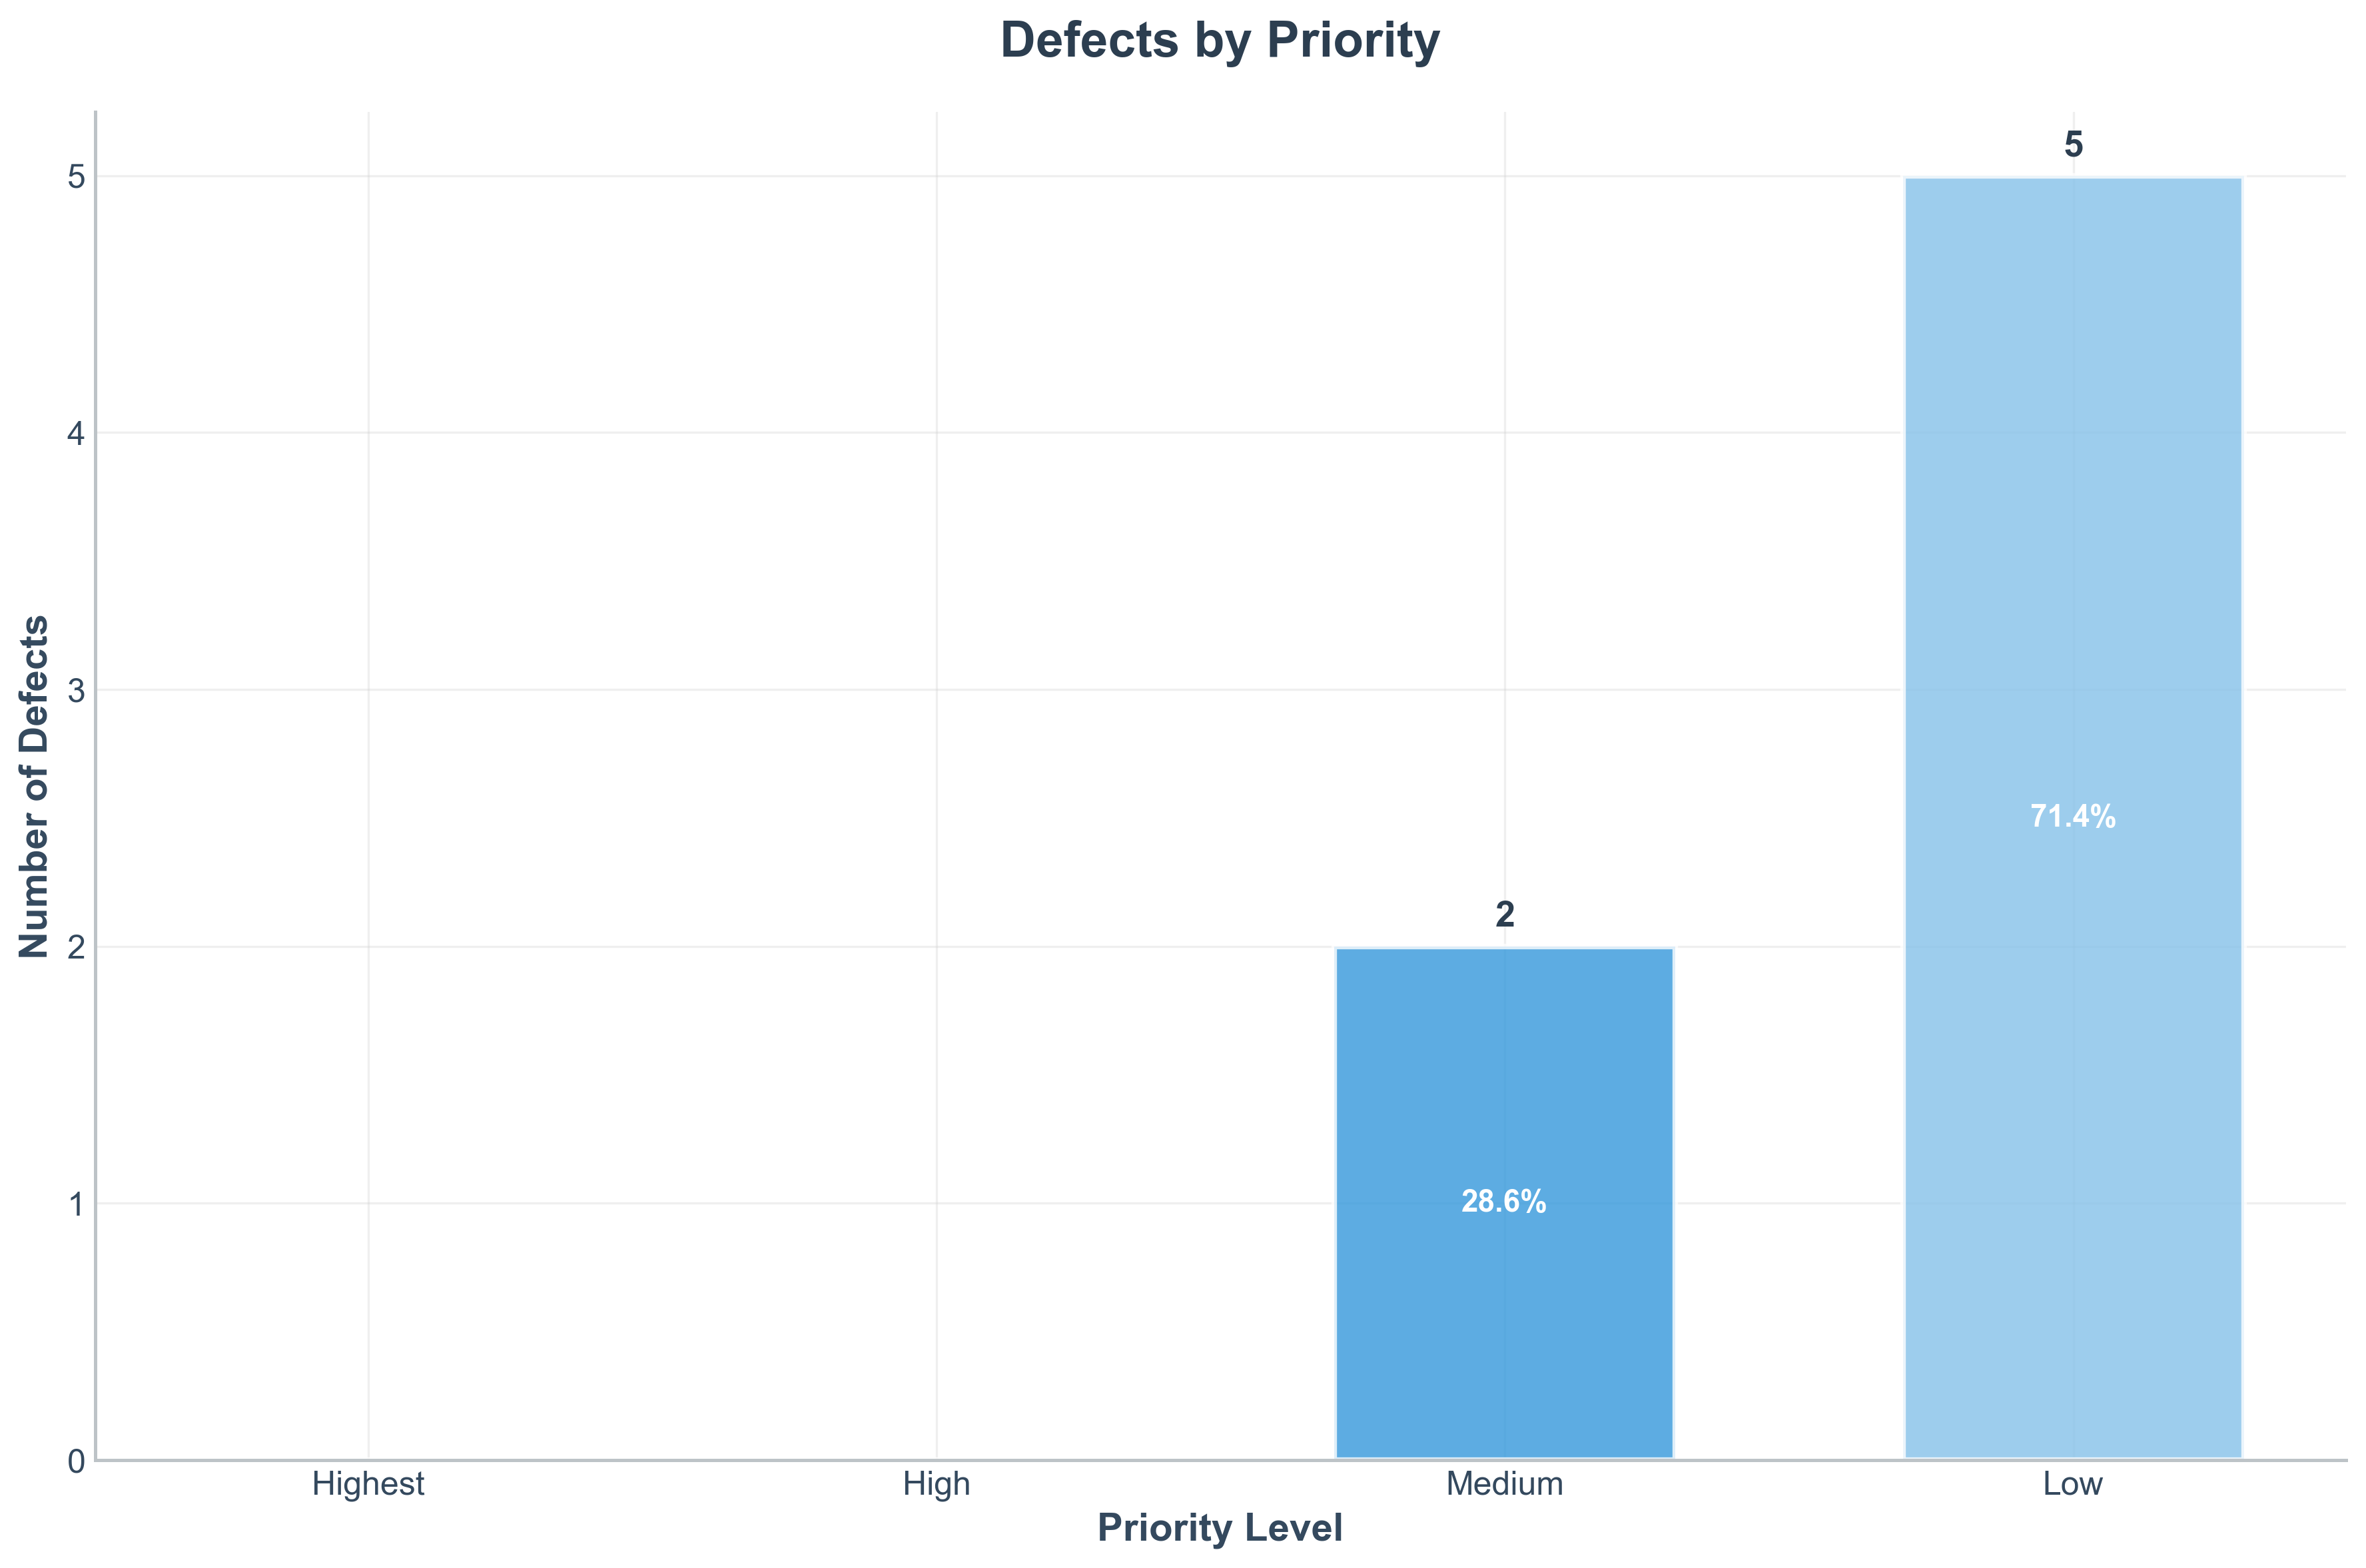 Defects by Priority
Number of Defects
5
4
3
2
1
0
5
71.4%
2
28.6%
Highest
High
Medium
Low
Priority Level